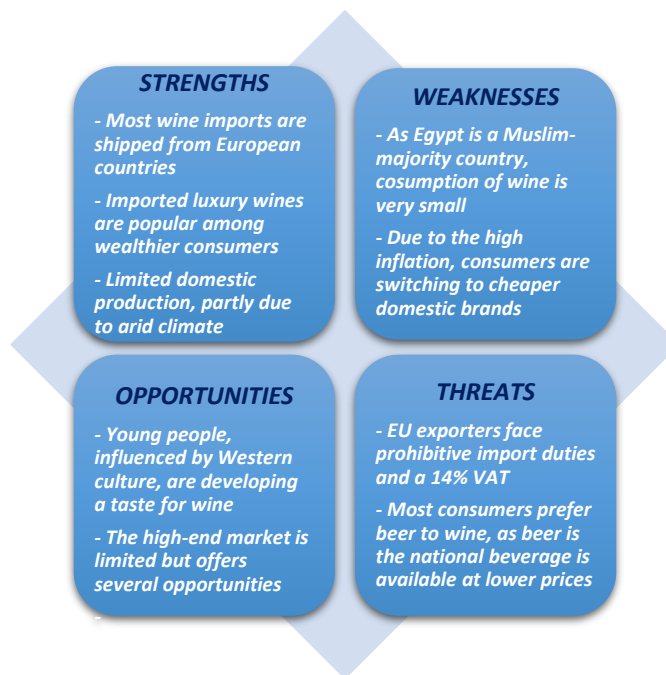 STRENGTHS
- Most wine imports are
shipped from European
countries
- Imported luxury wines
are popular among
wealthier consumers
- Limited domestic
production, partly due
to arid climate
WEAKNESSES
- As Egypt is a Muslim-
majority country,
cosumption of wine is
very small
- Due to the high
inflation, consumers are
switching to cheaper
domestic brands
OPPORTUNITIES
- Young people,
influenced by Western
culture, are developing
a taste for wine
- The high-end market is
limited but offers
several opportunities
-
THREATS
- EU exporters face
prohibitive import duties
and a 14% VAT
- Most consumers prefer
beer to wine, as beer is
the national beverage is
available at lower prices